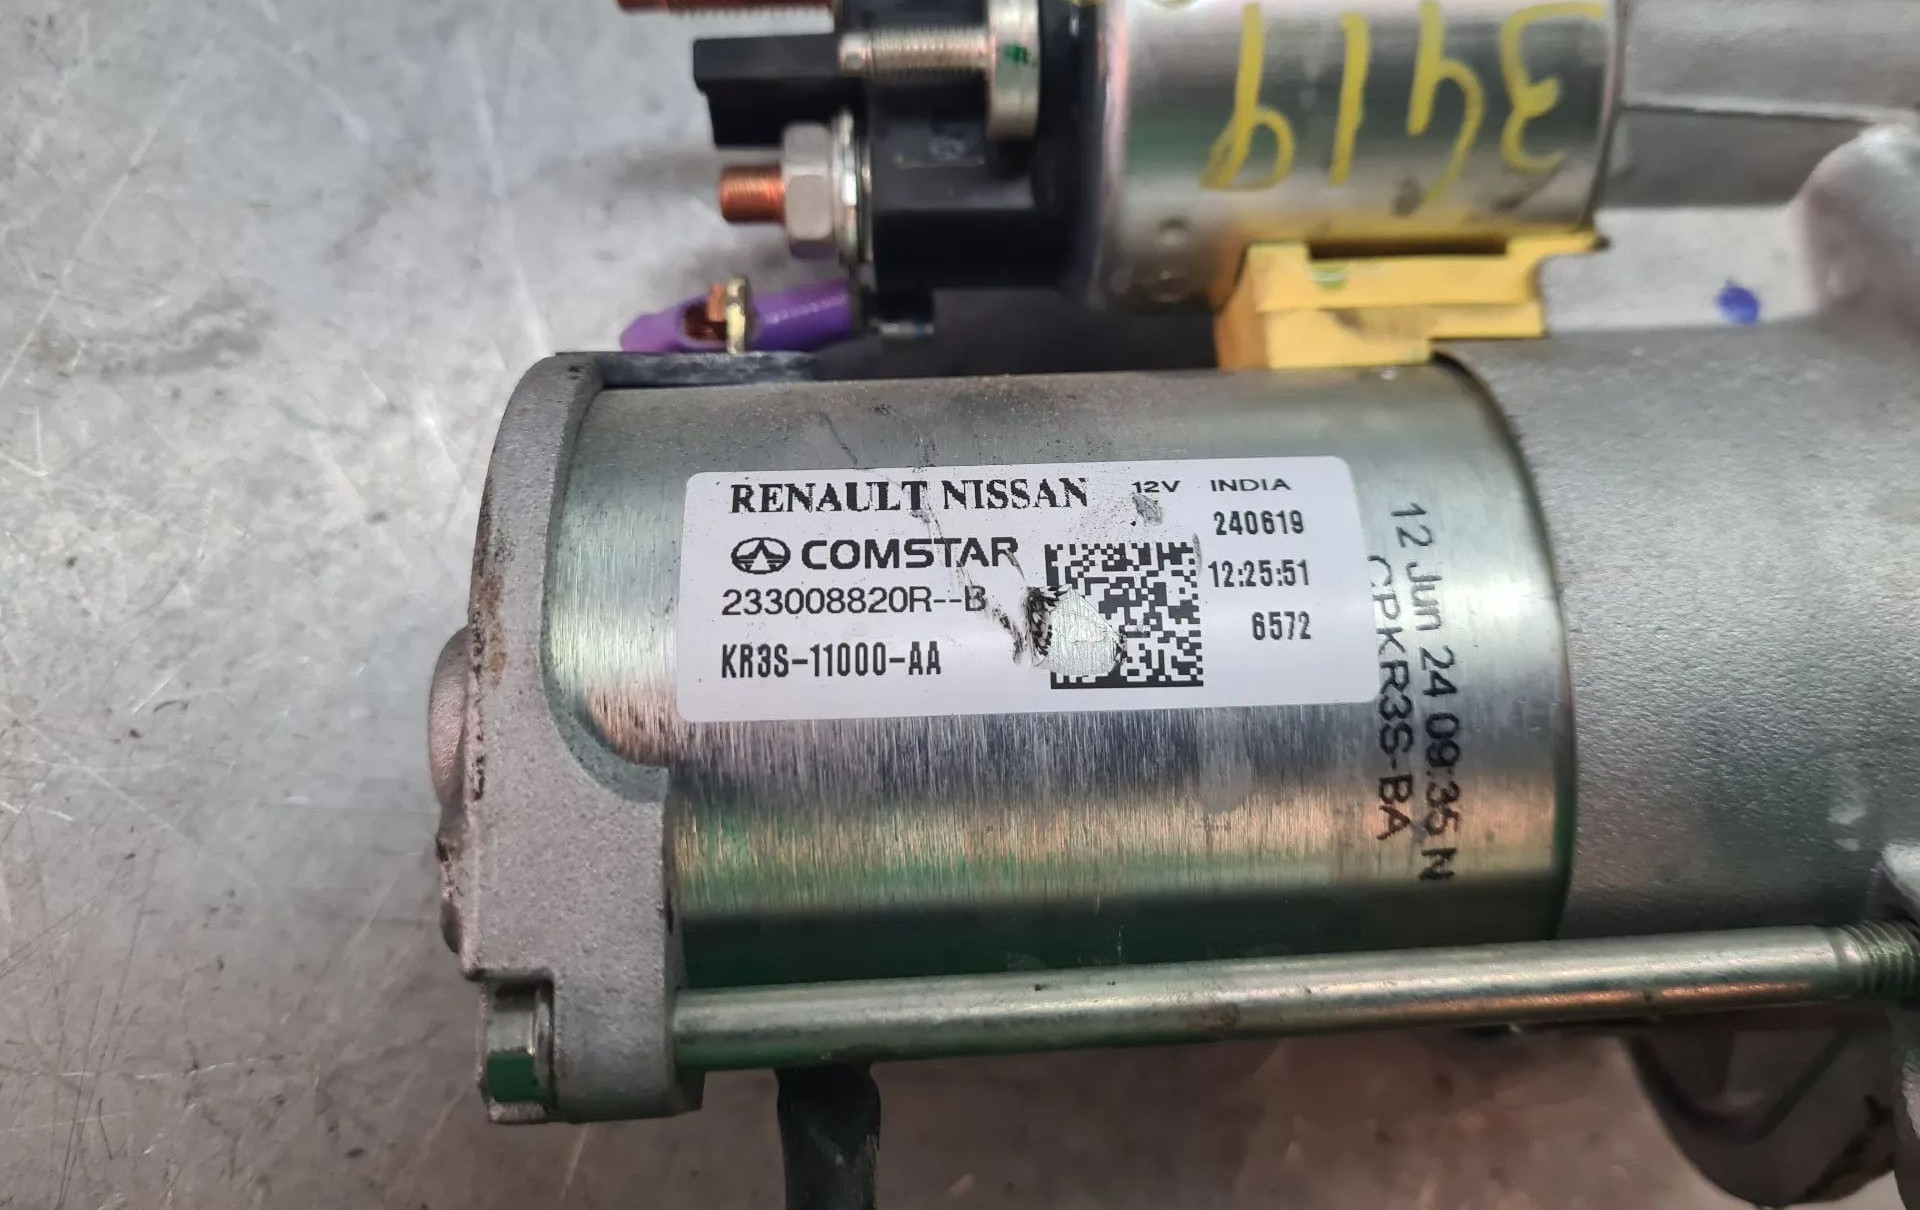 3419
RENAULT NISSAN 12V INDIA
240619
COMSTAR
12:25:51
233008820R--B
6572
KR3S-11000-AA
12 Jun 24 09:35 N
CPKR3S-BA